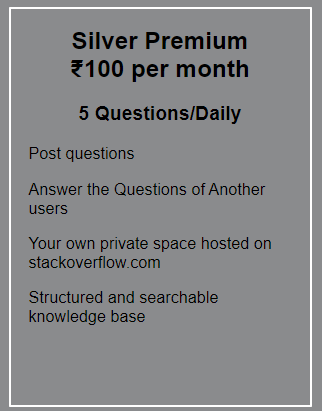 Silver Premium
₹100 per month
5 Questions/Daily
Post questions
Answer the Questions of Another
users
Your own private space hosted on
stackoverflow.com
Structured and searchable
knowledge base